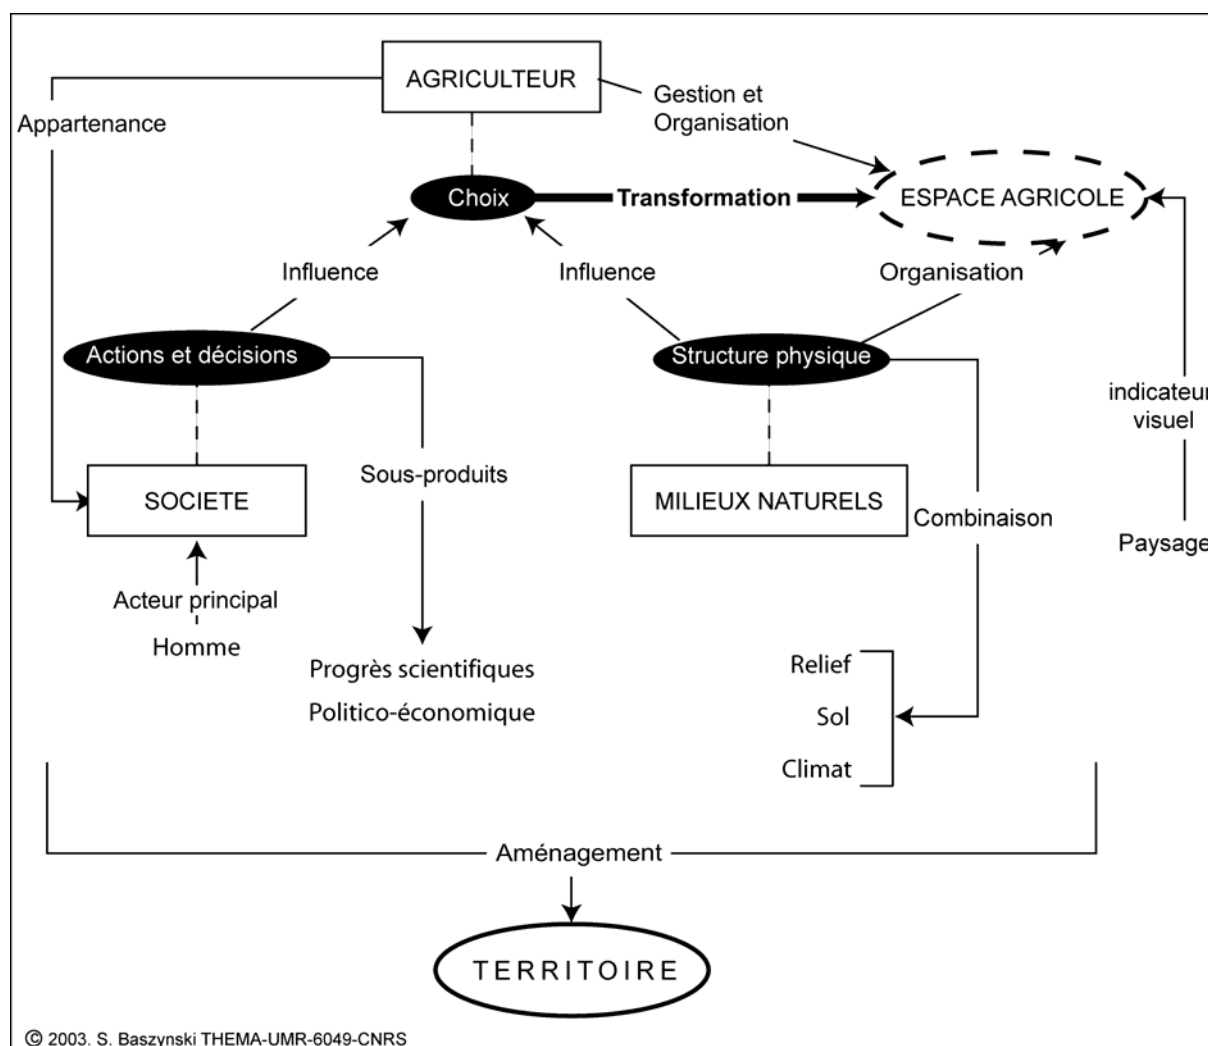 AGRICULTEUR
Gestion et
Organisation
Appartenance
Choix
Transformation
ESPACE AGRICOLE
Influence
Influence
Organisation
Actions et décisions
Structure physique
indicateur
visuel
Sous-produits
SOCIETE
MILIEUX NATURELS
Combinaison
Paysage
Acteur principal
Homme
Progrès scientifiques
Politico-économique
Relief
Sol
Climat
Aménagement
TERRITOIRE
© 2003. S. Baszynski THEMA-UMR-6049-CNRS